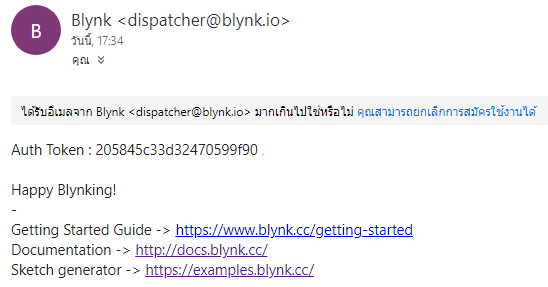 B
Blynk <dispatcher@blynk.io>
วันนี้, 17:34
คุณ
ได้รับอีเมลจาก Blynk <dispatcher@blynk.io> มากเกินไปใช่หรือไม่ คุณสามารถยกเลิกการสมัครใช้งานได้
Auth Token : 205845c33d32470599f90
Happy Blynking!
-
Getting Started Guide -> https://www.blynk.cc/getting-started
Documentation -> http://docs.blynk.cc/
Sketch generator -> https://examples.blynk.cc/